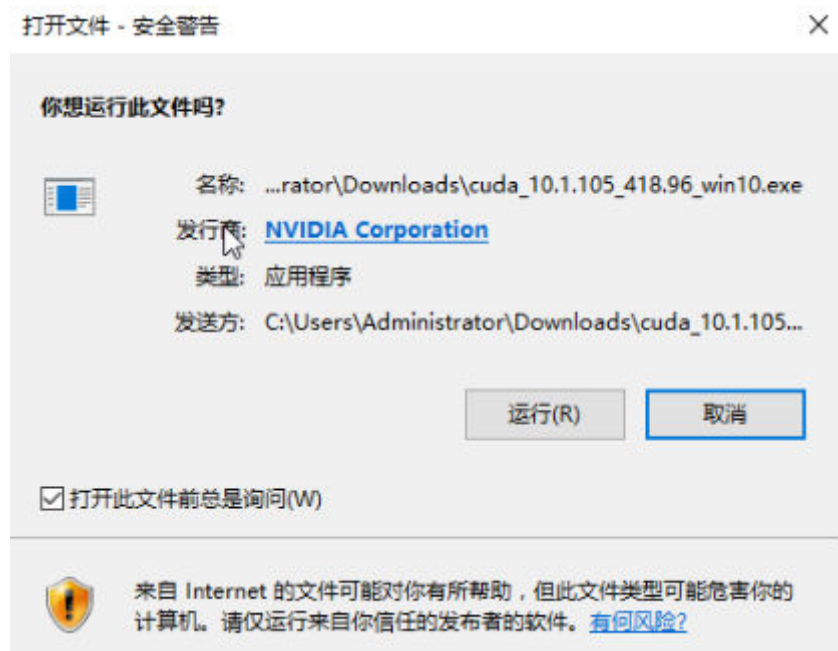 打开文件 - 安全警告
你想运行此文件吗?
名称: ...rator\Downloads\cuda_10.1.105_418.96_win10.exe
发行商: NVIDIA Corporation
类型: 应用程序
发送方: C:\Users\Administrator\Downloads\cuda_10.1.105...
运行(R) 取消
打开此文件前总是询问(W)
来自 Internet 的文件可能对你有所帮助，但此文件类型可能危害你的
计算机。请仅运行来自你信任的发布者的软件。有何风险?